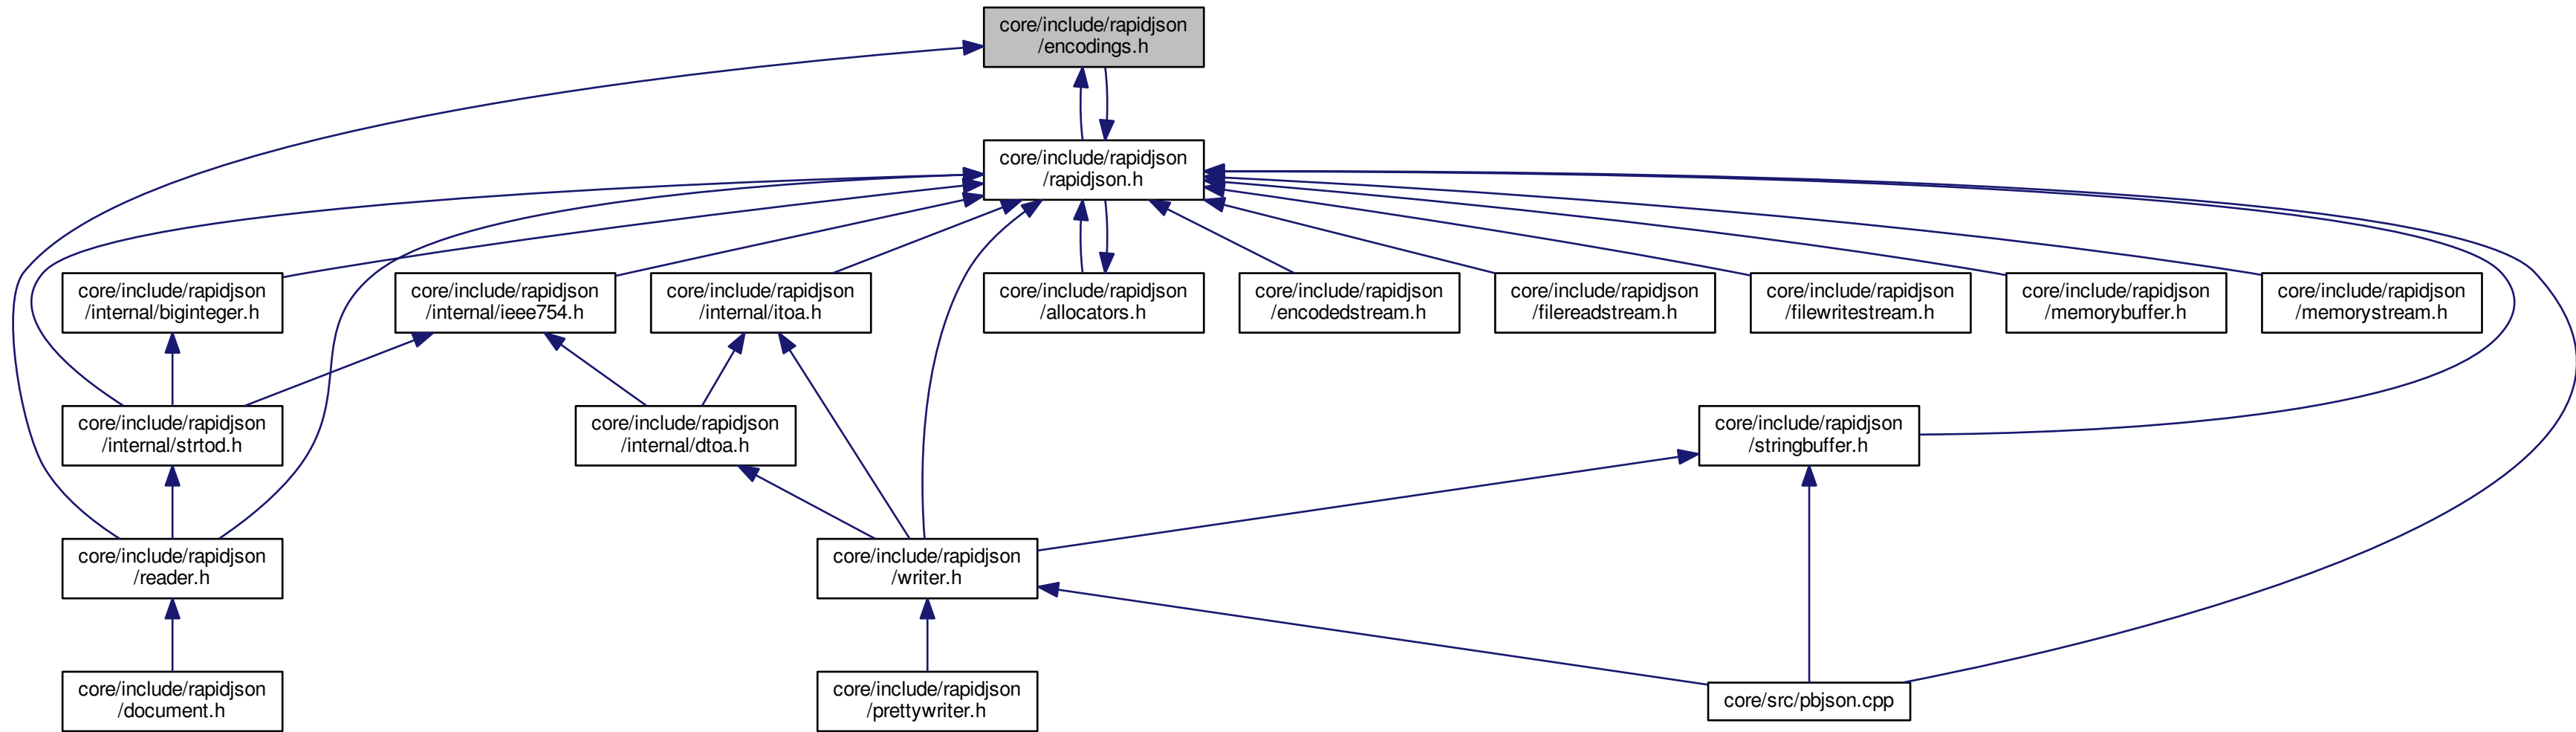 core/include/rapidjson
/encodings.h
core/include/rapidjson
/rapidjson.h
core/include/rapidjson
/internal/biginteger.h
core/include/rapidjson
/internal/ieee754.h
core/include/rapidjson
/internal/itoa.h
core/include/rapidjson
/allocators.h
core/include/rapidjson
/encodedstream.h
core/include/rapidjson
/filereadstream.h
core/include/rapidjson
/filewritestream.h
core/include/rapidjson
/memorybuffer.h
core/include/rapidjson
/memorystream.h
core/include/rapidjson
/internal/strtod.h
core/include/rapidjson
/internal/dtoa.h
core/include/rapidjson
/stringbuffer.h
core/include/rapidjson
/reader.h
core/include/rapidjson
/writer.h
core/include/rapidjson
/document.h
core/include/rapidjson
/prettywriter.h
core/src/pbjson.cpp